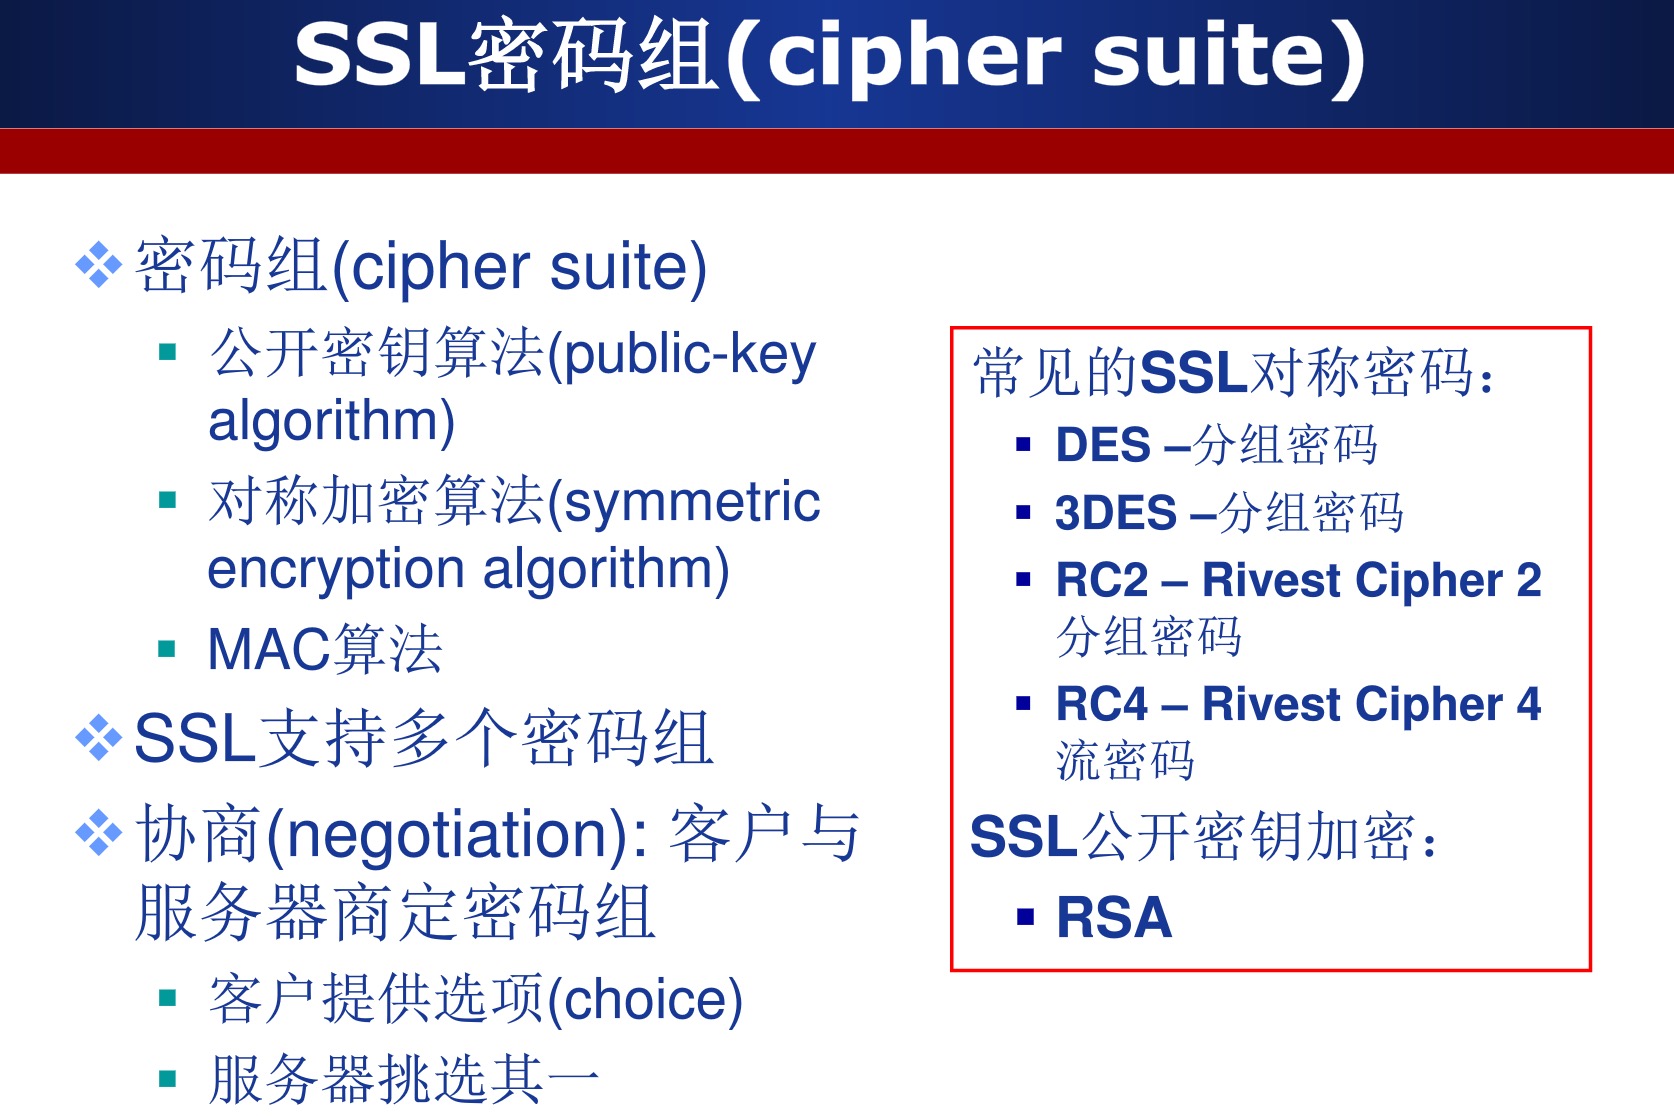 SSL密码组(cipher suite)
密码组(cipher suite)
公开密钥算法(public-key
algorithm)
对称加密算法(symmetric
encryption algorithm)
MAC算法
SSL支持多个密码组
协商(negotiation): 客户与
服务器商定密码组
客户提供选项(choice)
服务器挑选其一
常见的SSL对称密码：
DES –分组密码
3DES –分组密码
RC2 – Rivest Cipher 2
分组密码
RC4 – Rivest Cipher 4
流密码
SSL公开密钥加密：
RSA